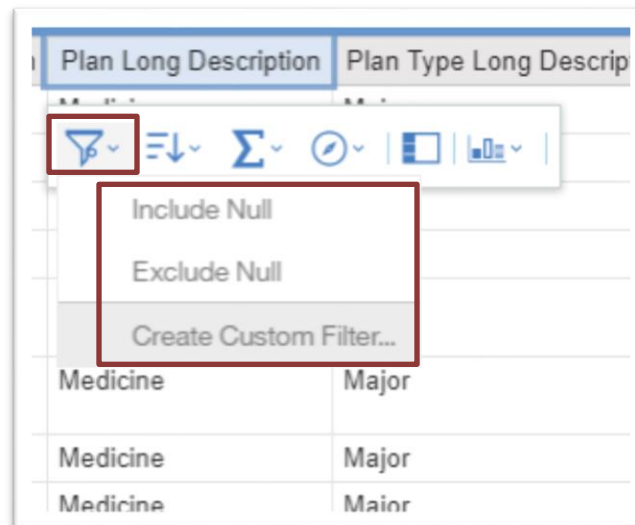 Plan Long Description Plan Type Long Descrip
Include Null
Exclude Null
Create Custom Filter...
Medicine Major
Medicine Major
Medicine Major